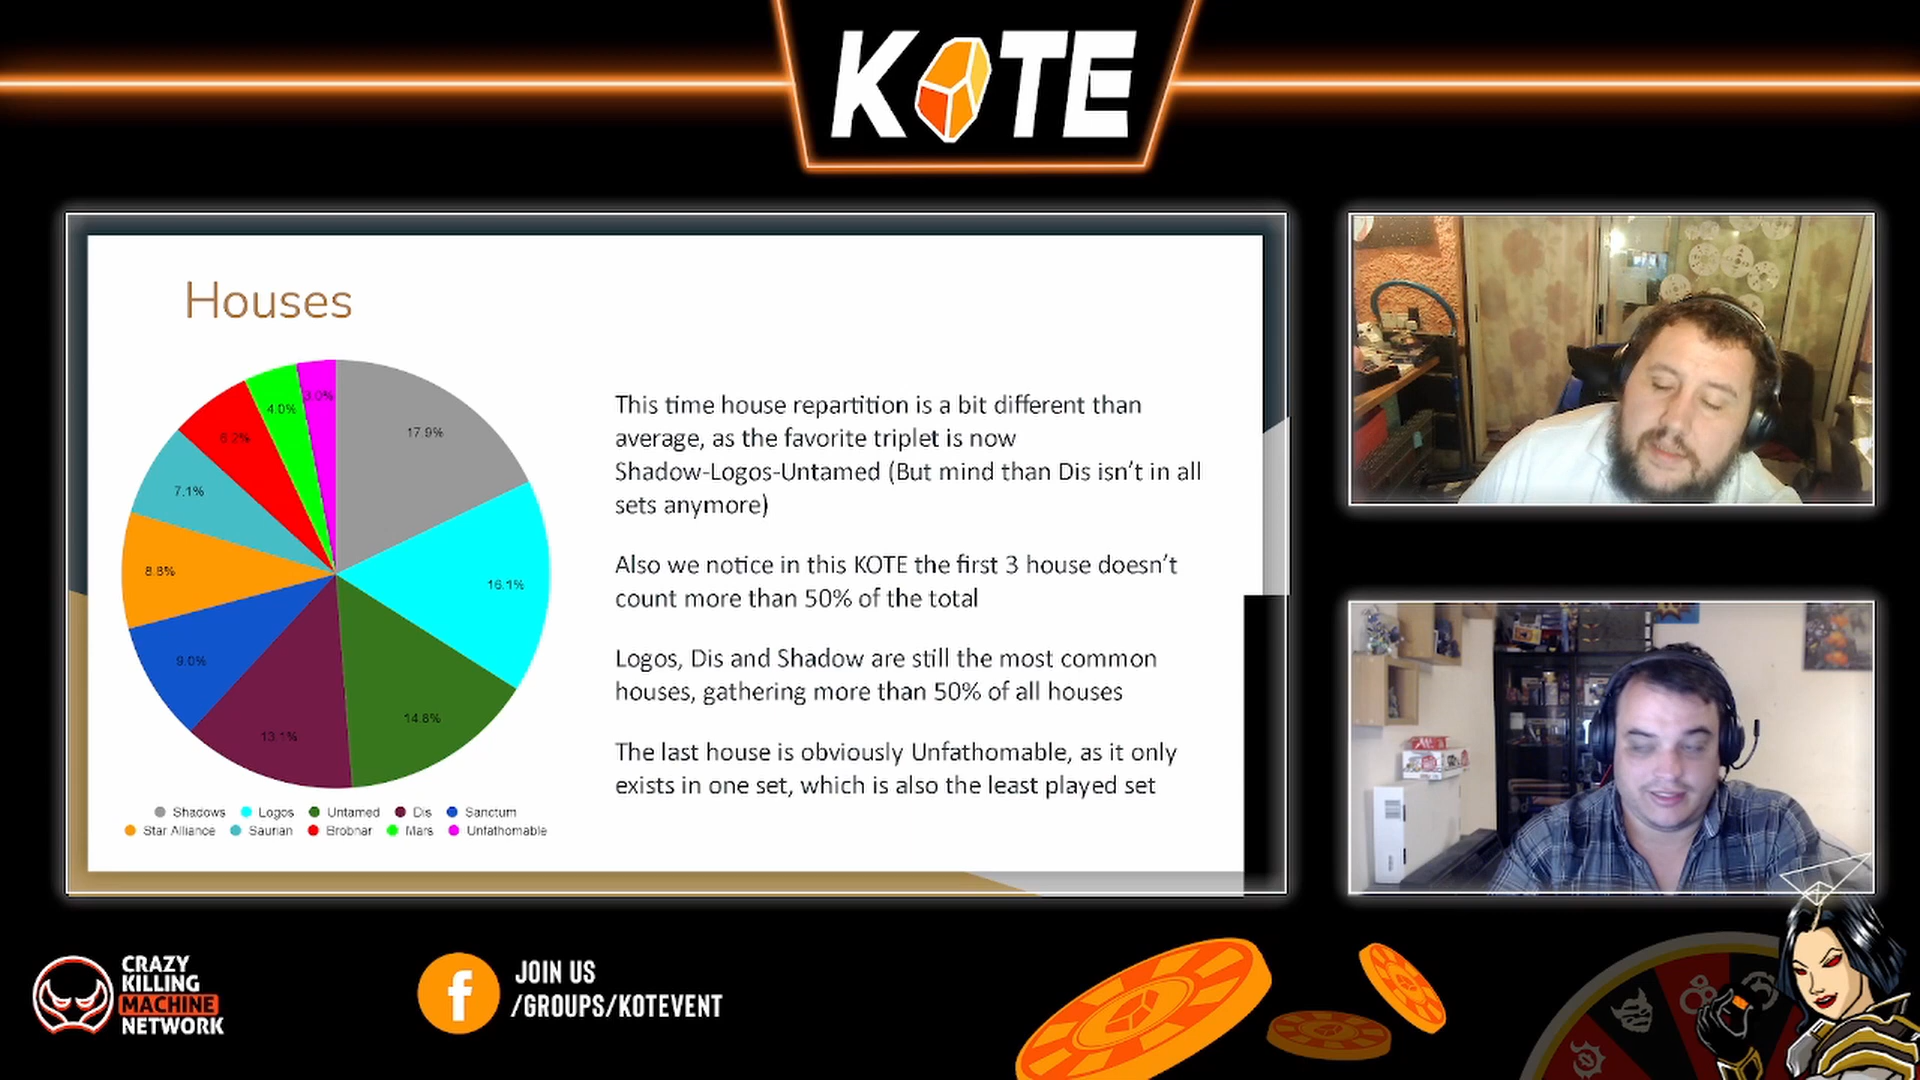 KOTE
Houses
17.9%
16.1%
14.8%
13.1%
9.0%
8.8%
7.1%
6.2%
4.0%
3.0%
Shadows Logos Untamed Dis Sanctum
Star Alliance Saurian Brobnar Mars Unfathomable
This time house repartition is a bit different than
average, as the favorite triplet is now
Shadow-Logos-Untamed (But mind than Dis isn't in all
sets anymore)
Also we notice in this KOTE the first 3 house doesn't
count more than 50% of the total
Logos, Dis and Shadow are still the most common
houses, gathering more than 50% of all houses
The last house is obviously Unfathomable, as it only
exists in one set, which is also the least played set
CRAZY
KILLING
MACHINE
NETWORK
f
JOIN US
/GROUPS/KOTEVENT